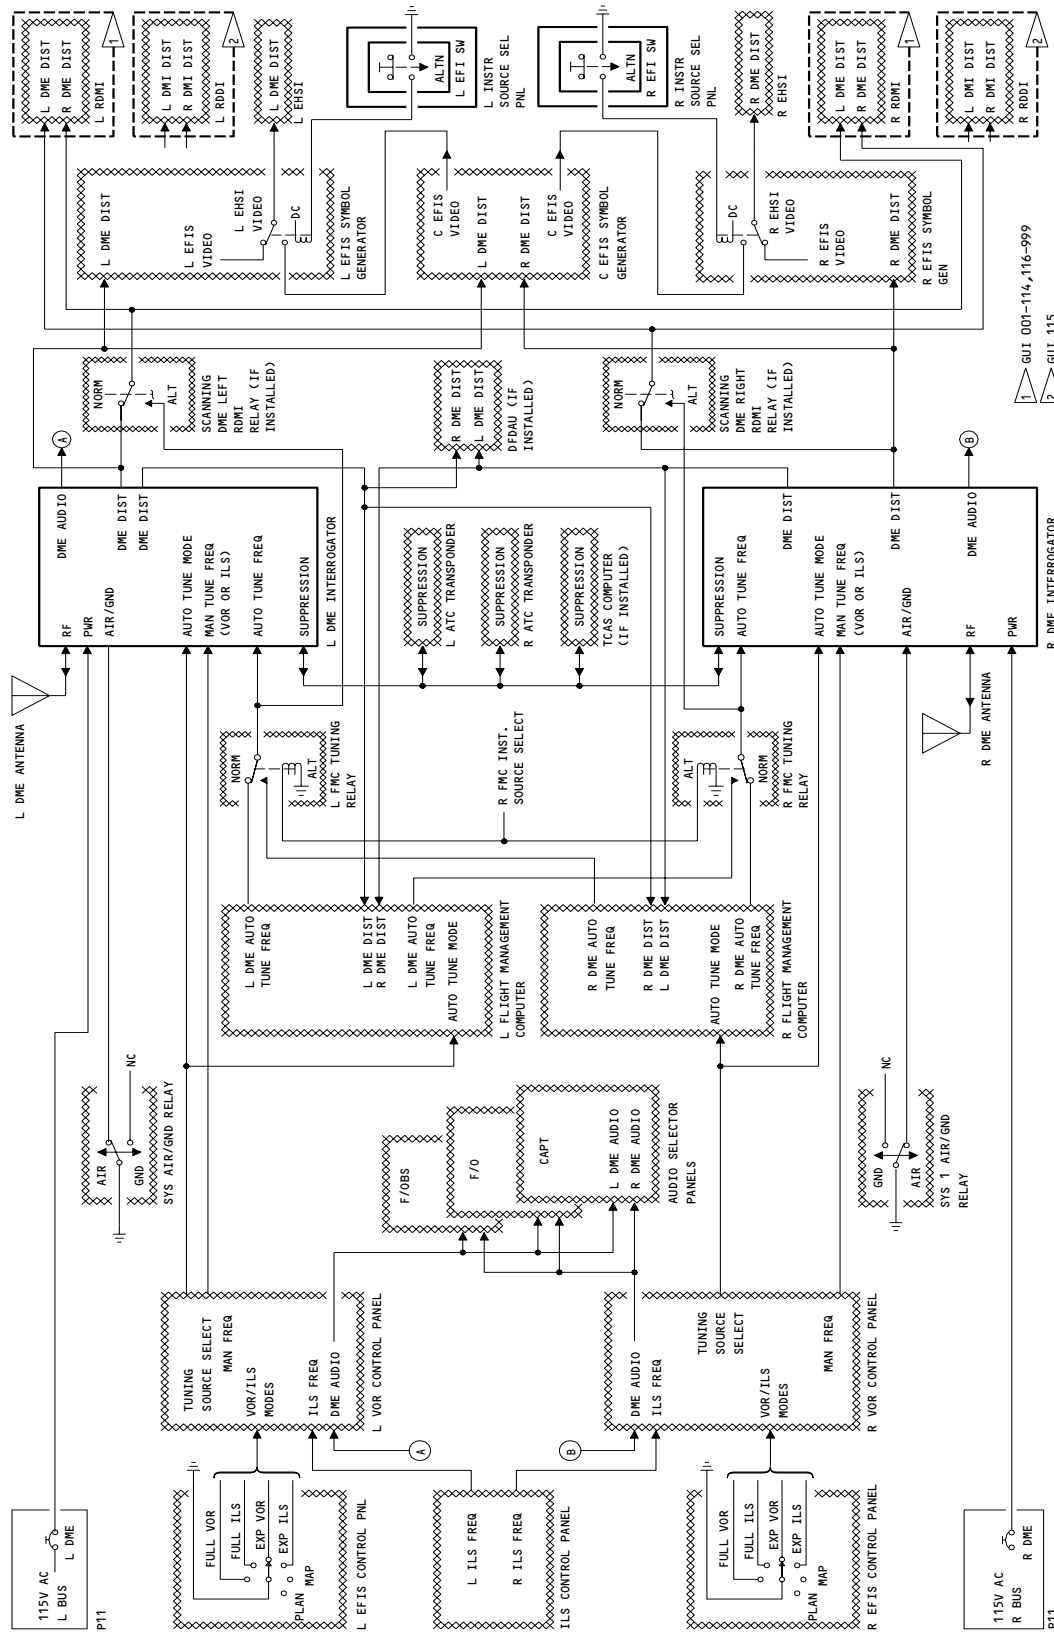 115V AC
L BUS
L DME
P11
FULL VOR
FULL ILS
EXP VOR
EXP ILS
PLAN
MAP
L EFIS CONTROL PNL
L ILS FREQ
R ILS FREQ
ILS CONTROL PANEL
FULL VOR
FULL ILS
EXP VOR
EXP ILS
PLAN
MAP
R EFIS CONTROL PANEL
115V AC
R BUS
R DME
P11
TUNING
SOURCE SELECT
MAN FREQ
VOR/ILS
MODES
ILS FREQ
DME AUDIO
L VOR CONTROL PANEL
A
B
DME AUDIO
ILS FREQ
TUNING
SOURCE
SELECT
VOR/ILS
MODES
MAN FREQ
R VOR CONTROL PANEL
AIR
GND
NC
SYS AIR/GND RELAY
F/OBS
F/O
CAPT
L DME AUDIO
R DME AUDIO
AUDIO SELECTOR
PANELS
GND
AIR
NC
SYS 1 AIR/GND
RELAY
L DME AUTO
TUNE FREQ
L DME DIST
R DME DIST
L DME AUTO
TUNE FREQ
AUTO TUNE MODE
L FLIGHT MANAGEMENT
COMPUTER
R DME AUTO
TUNE FREQ
R DME DIST
L DME DIST
AUTO TUNE MODE
R DME AUTO
TUNE FREQ
R FLIGHT MANAGEMENT
COMPUTER
L DME ANTENNA
NORM
ALT
L FMC TUNING
RELAY
R FMC INST.
SOURCE SELECT
ALT
NORM
R FMC TUNING
RELAY
R DME ANTENNA
RF
PWR
AIR/GND
DME AUDIO
DME DIST
DME DIST
AUTO TUNE MODE
MAN TUNE FREQ
(VOR OR ILS)
AUTO TUNE FREQ
SUPPRESSION
L DME INTERROGATOR
SUPPRESSION
L ATC TRANSPONDER
SUPPRESSION
R ATC TRANSPONDER
SUPPRESSION
TCAS COMPUTER
(IF INSTALLED)
SUPPRESSION
AUTO TUNE FREQ
DME DIST
AUTO TUNE MODE
MAN TUNE FREQ
(VOR OR ILS)
DME DIST
AIR/GND
DME AUDIO
RF
PWR
R DME INTERROGATOR
A
NORM
ALT
SCANNING
DME LEFT
RDMI
RELAY (IF
INSTALLED)
R DME DIST
L DME DIST
DFDAU (IF
INSTALLED)
NORM
ALT
SCANNING
DME RIGHT
RDMI
RELAY (IF
INSTALLED)
B
L DME DIST
L EFIS
VIDEO
L EHSI
VIDEO
DC
L EFIS SYMBOL
GENERATOR
C EFIS
VIDEO
L DME DIST
R DME DIST
C EFIS
VIDEO
C EFIS SYMBOL
GENERATOR
DC
R EHSI
VIDEO
R EFIS
VIDEO
R DME DIST
R EFIS SYMBOL
GEN
L DME DIST
R DME DIST
L RDMI
1
L DMI DIST
R DMI DIST
L RDDI
2
L DME DIST
L EHSI
ALTN
L EFI SW
L INSTR
SOURCE SEL
PNL
ALTN
R EFI SW
R INSTR
SOURCE SEL
PNL
R DME DIST
R EHSI
L DME DIST
R DME DIST
R RDMI
1
L DMI DIST
R DMI DIST
R RDDI
2
1 GUI 001-114,116-999
2 GUI 115